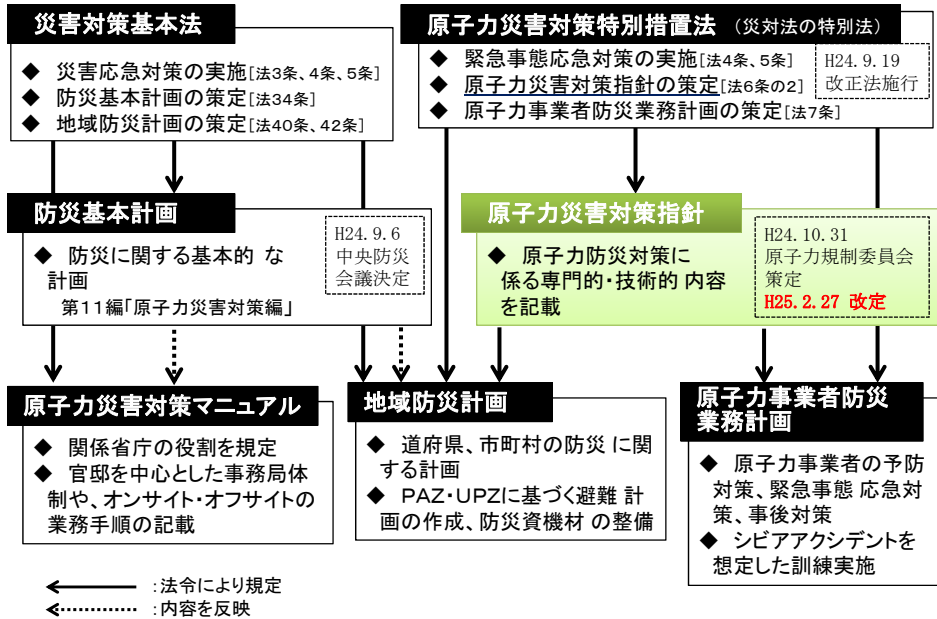 災害対策基本法
◆ 災害応急対策の実施[法3条、4条、5条]
◆ 防災基本計画の策定[法34条]
◆ 地域防災計画の策定[法40条、42条]
原子力災害対策特別措置法 (災対法の特別法)
◆ 緊急事態応急対策の実施[法4条、5条]
◆ 原子力災害対策指針の策定[法6条の2]
◆ 原子力事業者防災業務計画の策定[法7条]
H24.9.19
改正法施行
防災基本計画
◆ 防災に関する基本的 な
計画
第11編「原子力災害対策編」
H24.9.6
中央防災
会議決定
原子力災害対策指針
◆ 原子力防災対策に
係る専門的・技術的 内容
を記載
H24.10.31
原子力規制委員会
策定
H25.2.27 改定
原子力災害対策マニュアル
◆ 関係省庁の役割を規定
◆ 官邸を中心とした事務局体
制や、オンサイト・オフサイトの
業務手順の記載
地域防災計画
◆ 道府県、市町村の防災 に関
する計画
◆ PAZ・UPZに基づく避難 計
画の作成、防災資機材 の整備
原子力事業者防災
業務計画
◆ 原子力事業者の予防
対策、緊急事態 応急対
策、事後対策
◆ シビアアクシデントを
想定した訓練実施
:法令により規定
:内容を反映